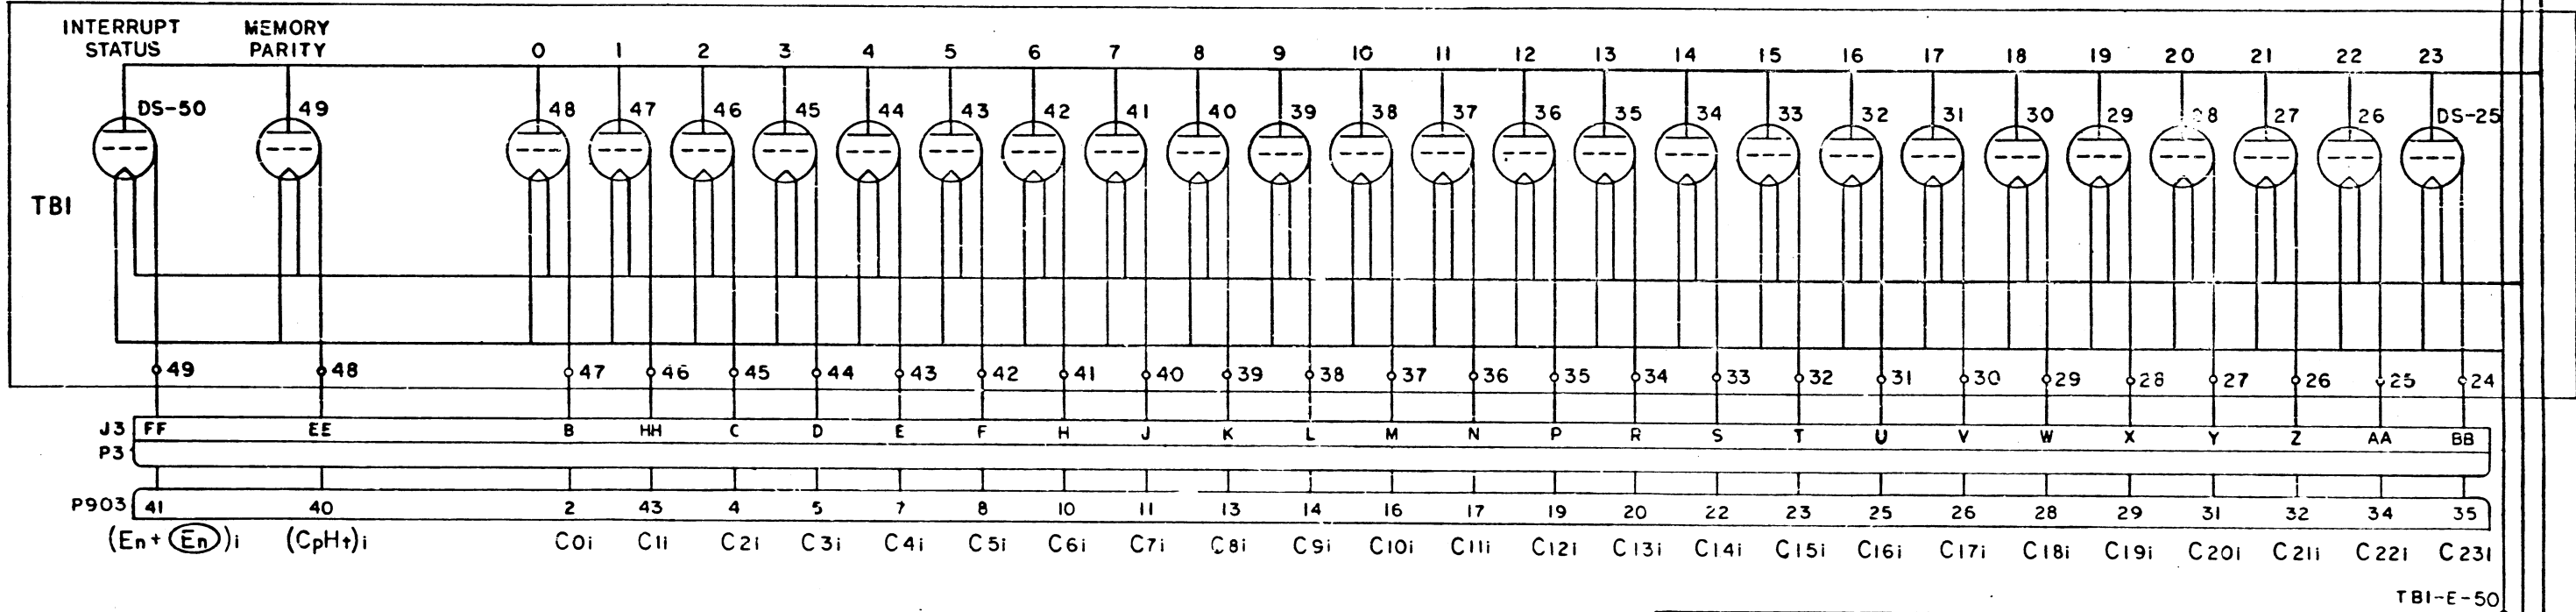 INTERRUPT STATUS MEMORY PARITY 0 1 2 3 4 5 6 7 8 9 10 11 12 13 14 15 16 17 18 19 20 21 22 23
DS-50 49 48 47 46 45 44 43 42 41 40 39 38 37 36 35 34 33 32 31 30 29 28 27 26 DS-25
TB1
49 48 47 46 45 44 43 42 41 40 39 38 37 36 35 34 33 32 31 30 29 28 27 26 25 24
J3 FF EE B HH C D E F H J K L M N P R S T U V W X Y Z AA BB
P3
P903 41 40 2 43 4 5 7 8 10 11 13 14 16 17 19 20 22 23 25 26 28 29 31 32 34 35
(En + (En̅))i (CpHt)i C0i C1i C2i C3i C4i C5i C6i C7i C8i C9i C10i C11i C12i C13i C14i C15i C16i C17i C18i C19i C20i C21i C22i C23i
TB1-E-50